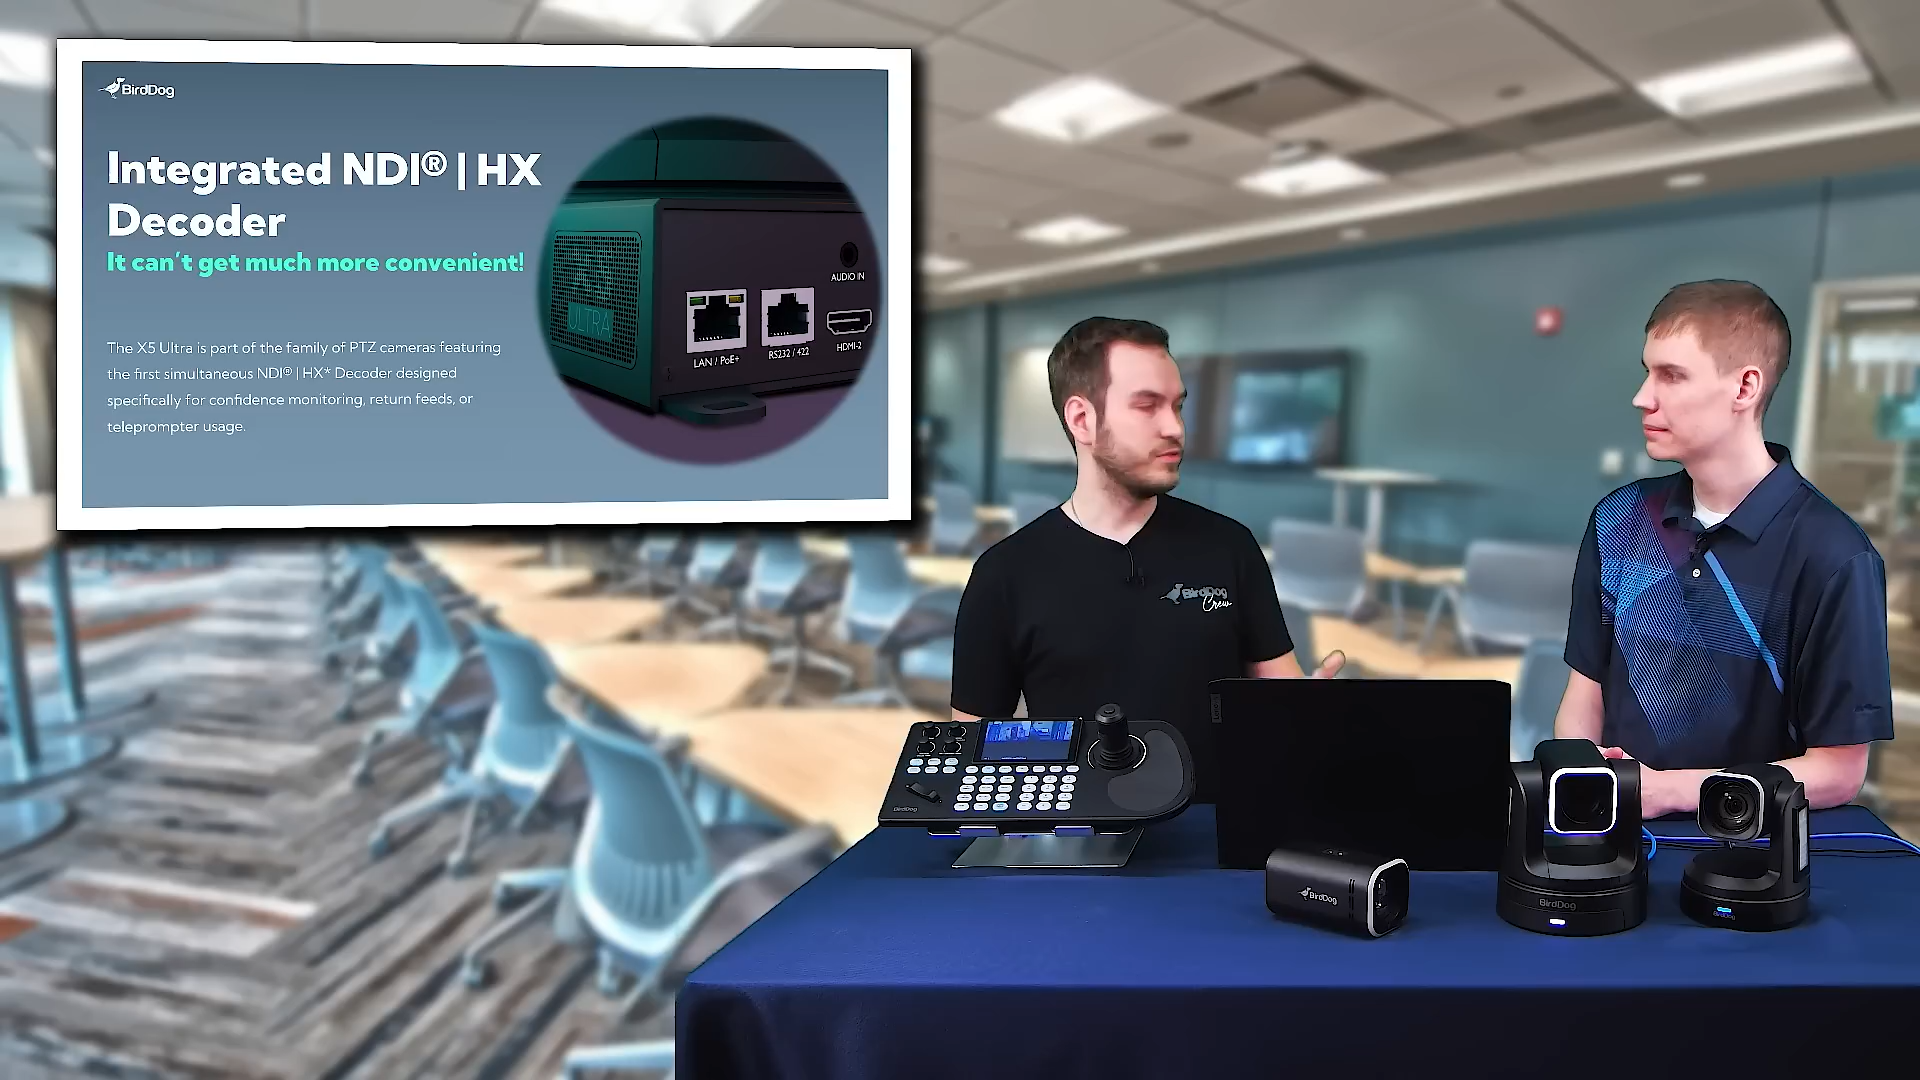 BirdDog
Integrated NDI® | HX
Decoder
It can't get much more convenient!
The X5 Ultra is part of the family of PTZ cameras featuring
the first simultaneous NDI® | HX* Decoder designed
specifically for confidence monitoring, return feeds, or
teleprompter usage.
ULTRA
AUDIO IN
LAN / PoE+
RS232 / 422
HDMI-2
BirdDog
Crew
BirdDog
BirdDog
BirdDog
BirdDog